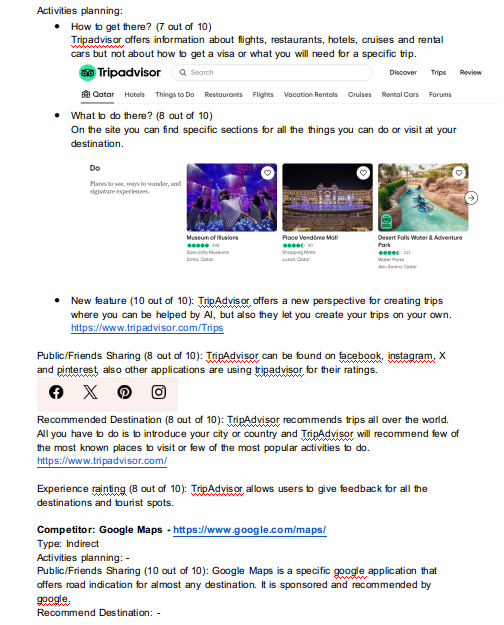 Activities planning:
• How to get there? (7 out of 10)
Tripadvisor offers information about flights, restaurants, hotels, cruises and rental
cars but not about how to get a visa or what you will need for a specific trip.
Tripadvisor Search Discover Trips Review
Qatar Hotels Things to Do Restaurants Flights Vacation Rentals Cruises Rental Cars Forums
• What to do there? (8 out of 10)
On the site you can find specific sections for all the things you can do or visit at your
destination.
Do
Places to see, ways to wander, and
signature experiences.
Museum of Illusions
Specialty Museums
Doha, Qatar
Place Vendôme Mall
Shopping Malls
Lusail, Qatar
Desert Falls Water & Adventure
Park
Water Parks
Abu Samra, Qatar
• New feature (10 out of 10): TripAdvisor offers a new perspective for creating trips
where you can be helped by AI, but also they let you create your trips on your own.
https://www.tripadvisor.com/Trips
Public/Friends Sharing (8 out of 10): TripAdvisor can be found on facebook, instagram, X
and pinterest, also other applications are using tripadvisor for their ratings.
Recommended Destination (8 out of 10): TripAdvisor recommends trips all over the world.
All you have to do is to introduce your city or country and TripAdvisor will recommend few of
the most known places to visit or few of the most popular activities to do.
https://www.tripadvisor.com/
Experience rainting (8 out of 10): TripAdvisor allows users to give feedback for all the
destinations and tourist spots.
Competitor: Google Maps - https://www.google.com/maps/
Type: Indirect
Activities planning: -
Public/Friends Sharing (10 out of 10): Google Maps is a specific google application that
offers road indication for almost any destination. It is sponsored and recommended by
google.
Recommend Destination: -